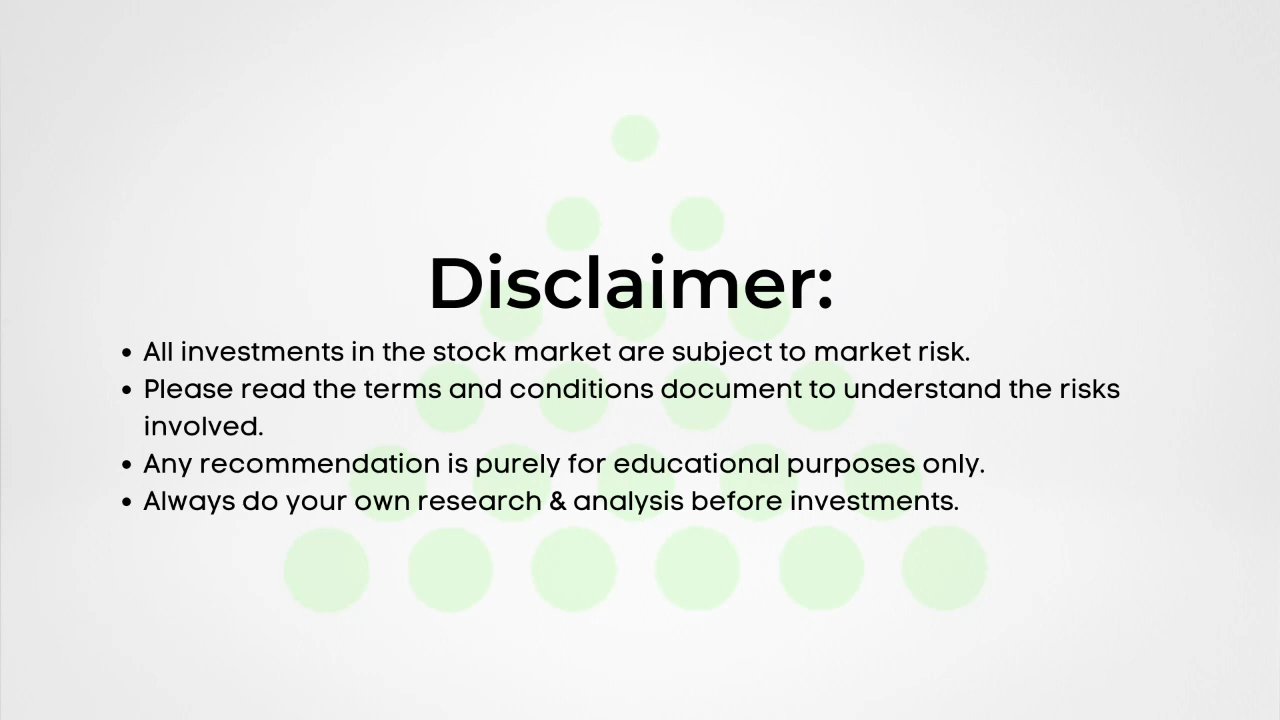 Disclaimer:
• All investments in the stock market are subject to market risk.
• Please read the terms and conditions document to understand the risks
involved.
• Any recommendation is purely for educational purposes only.
• Always do your own research & analysis before investments.